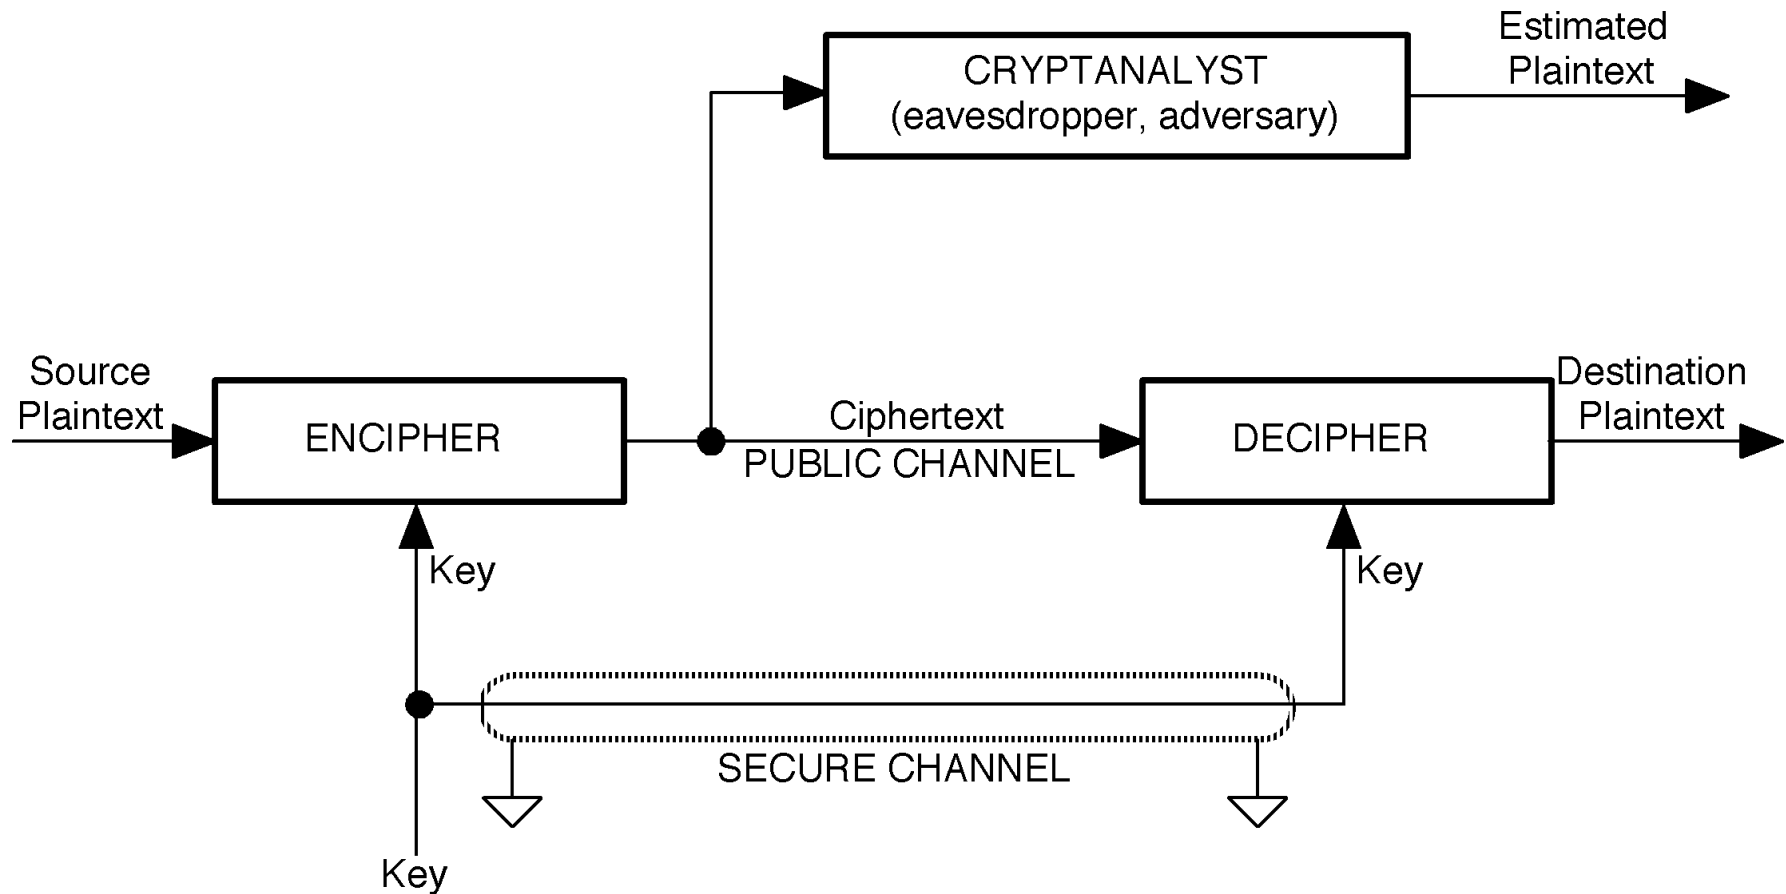 Estimated
Plaintext
CRYPTANALYST
(eavesdropper, adversary)
Source
Plaintext
ENCIPHER
Ciphertext
PUBLIC CHANNEL
DECIPHER
Destination
Plaintext
Key
Key
SECURE CHANNEL
Key